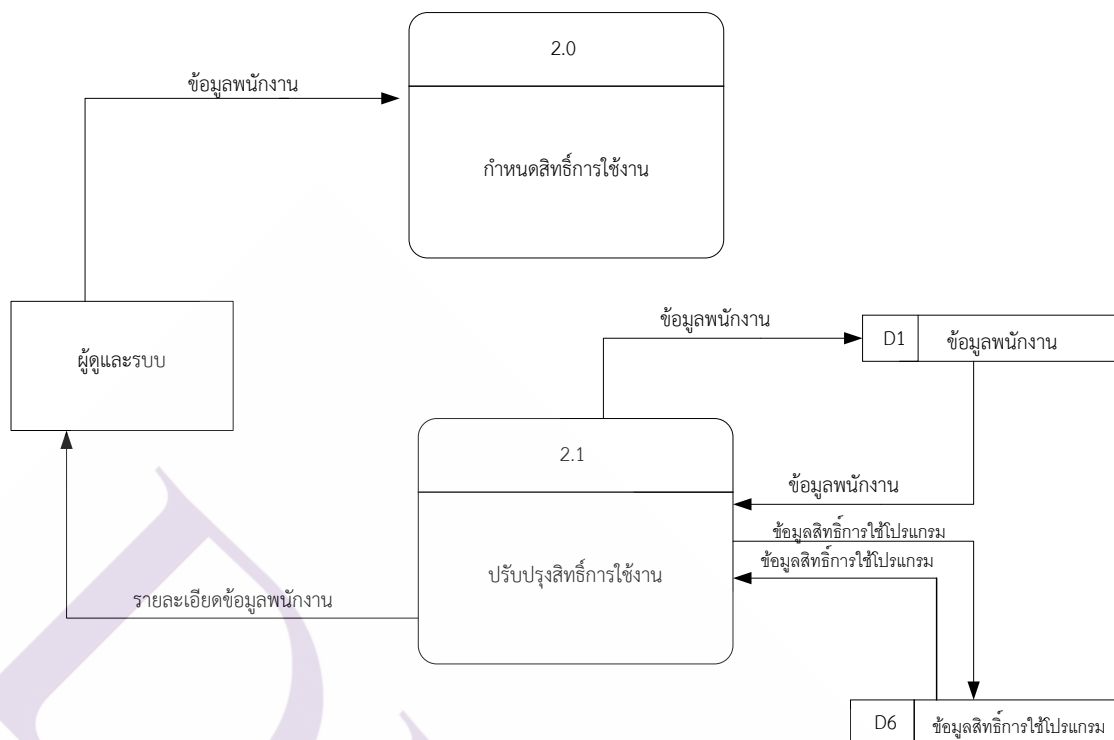 2.0
ข้อมูลพนักงาน
กำหนดสิทธิ์การใช้งาน
ข้อมูลพนักงาน
D1
ข้อมูลพนักงาน
ผู้ดูและรบบ
2.1
ข้อมูลพนักงาน
ข้อมูลสิทธิ์การใช้โปรแกรม
ข้อมูลสิทธิ์การใช้โปรแกรม
ปรับปรุงสิทธิ์การใช้งาน
รายละเอียดข้อมูลพนักงาน
D6
ข้อมูลสิทธิ์การใช้โปรแกรม